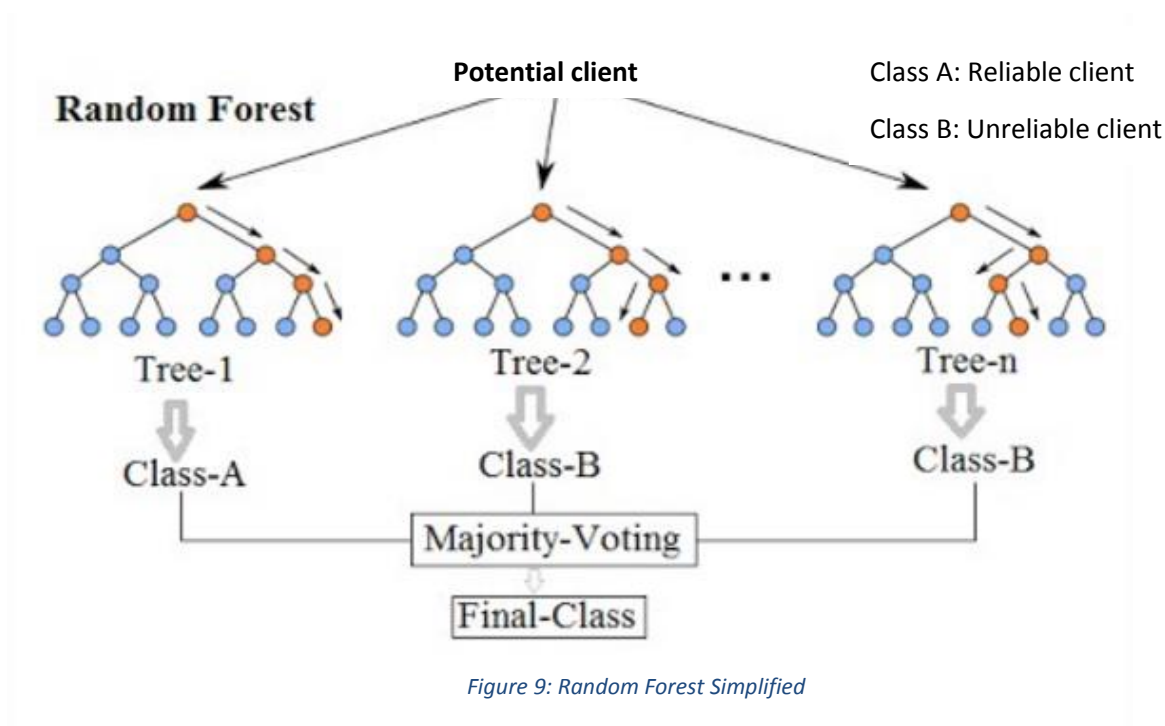 Potential client
Class A: Reliable client
Random Forest
Class B: Unreliable client
...
Tree-1
Tree-2
Tree-n
Class-A
Class-B
Class-B
Majority-Voting
Final-Class
Figure 9: Random Forest Simplified